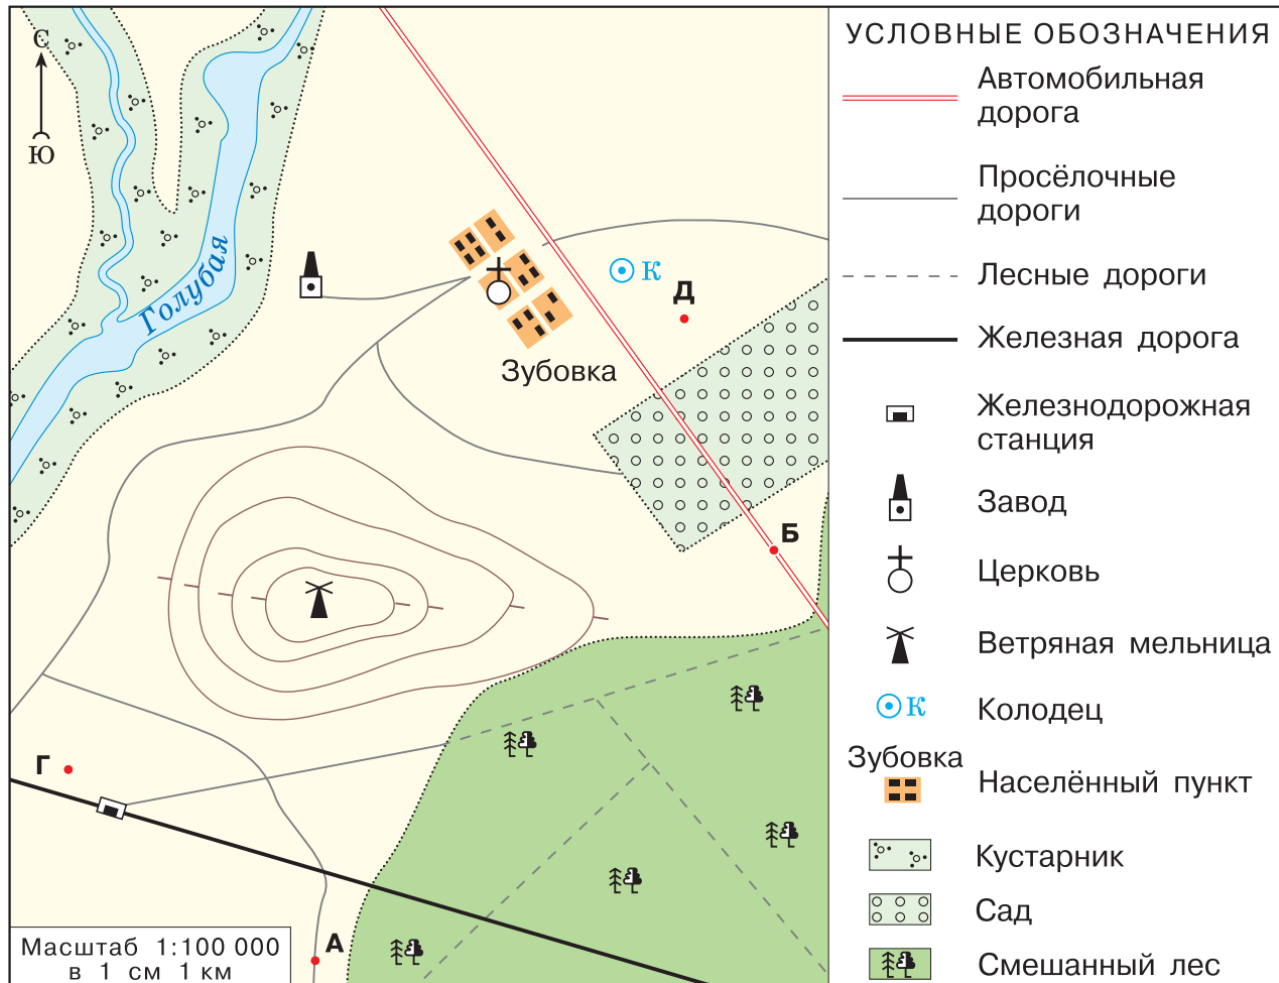 С
Ю
Голубая
К
Д
Зубовка
Б
Г
А
Масштаб 1:100 000
в 1 см 1 км
УСЛОВНЫЕ ОБОЗНАЧЕНИЯ
Автомобильная
дорога
Просёлочные
дороги
Лесные дороги
Железная дорога
Железнодорожная
станция
Завод
Церковь
Ветряная мельница
К Колодец
Зубовка
Населённый пункт
Кустарник
Сад
Смешанный лес